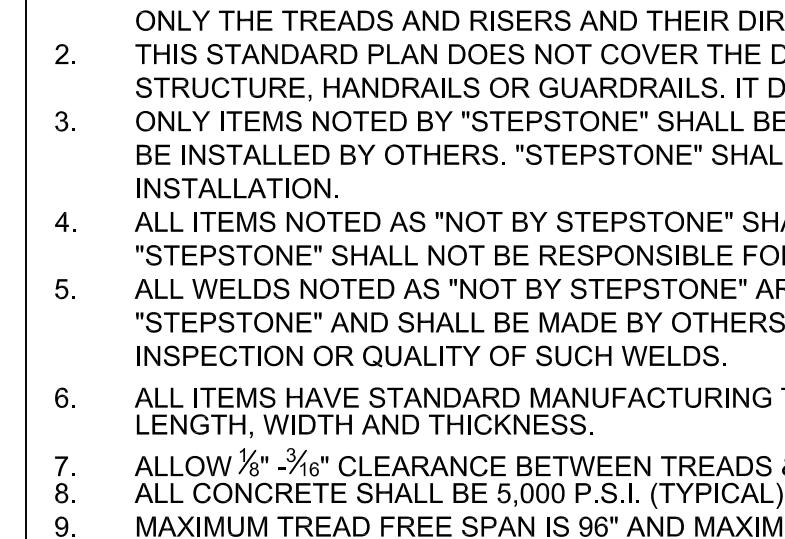 ONLY THE TREADS AND RISERS AND THEIR DIR
2. THIS STANDARD PLAN DOES NOT COVER THE D
STRUCTURE, HANDRAILS OR GUARDRAILS. IT D
3. ONLY ITEMS NOTED BY "STEPSTONE" SHALL BE
BE INSTALLED BY OTHERS. "STEPSTONE" SHAL
INSTALLATION.
4. ALL ITEMS NOTED AS "NOT BY STEPSTONE" SHA
"STEPSTONE" SHALL NOT BE RESPONSIBLE FOR
5. ALL WELDS NOTED AS "NOT BY STEPSTONE" AR
"STEPSTONE" AND SHALL BE MADE BY OTHERS
INSPECTION OR QUALITY OF SUCH WELDS.
6. ALL ITEMS HAVE STANDARD MANUFACTURING T
LENGTH, WIDTH AND THICKNESS.
7. ALLOW ⅛" -3⁄16" CLEARANCE BETWEEN TREADS &
8. ALL CONCRETE SHALL BE 5,000 P.S.I. (TYPICAL)
9. MAXIMUM TREAD FREE SPAN IS 96" AND MAXIM